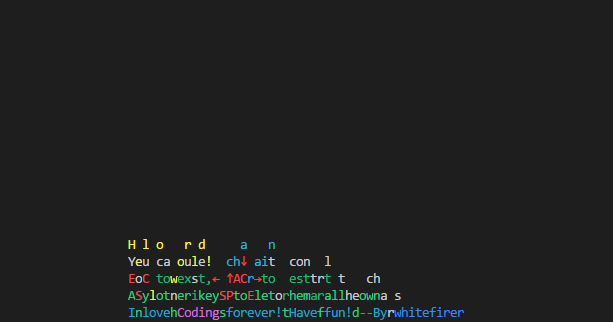 H l o   r d     a   n
Yeu ca oule!  ch↓ ait  con  l
EoC towexst,← ↑ACr→to  esttrt t   ch
ASylotnerikeySPtoEletorhemarallheowna s
InlovehCodingsforever!tHaveffun!d--Byrwhitefirer